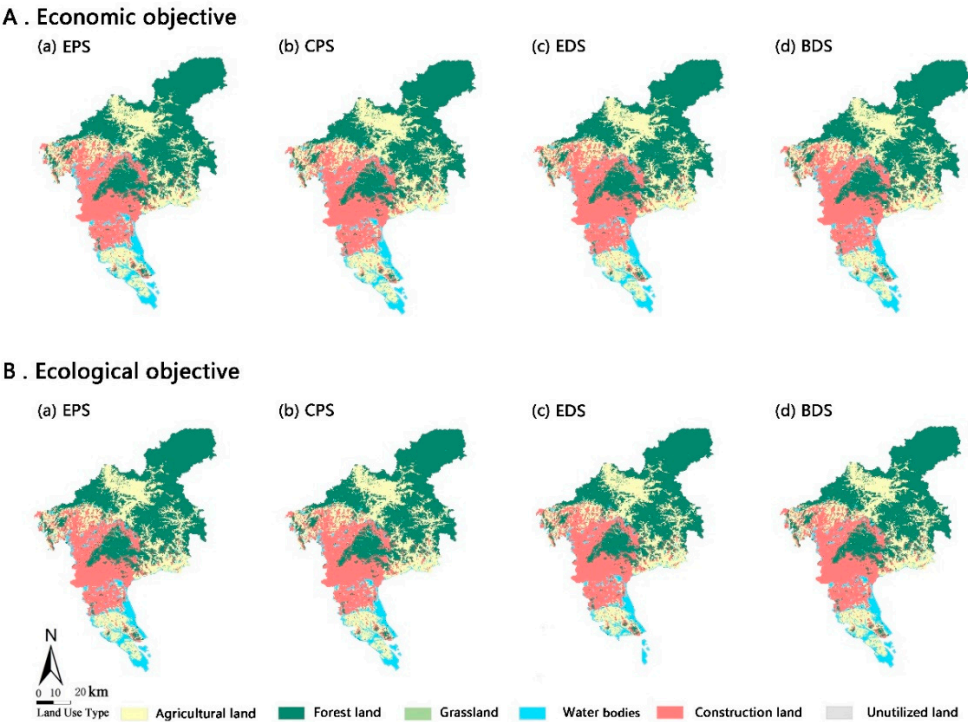 A . Economic objective
(a) EPS (b) CPS (c) EDS (d) BDS
B . Ecological objective
(a) EPS (b) CPS (c) EDS (d) BDS
N
0 10 20 km
Land Use Type Agricultural land Forest land Grassland Water bodies Construction land Unutilized land